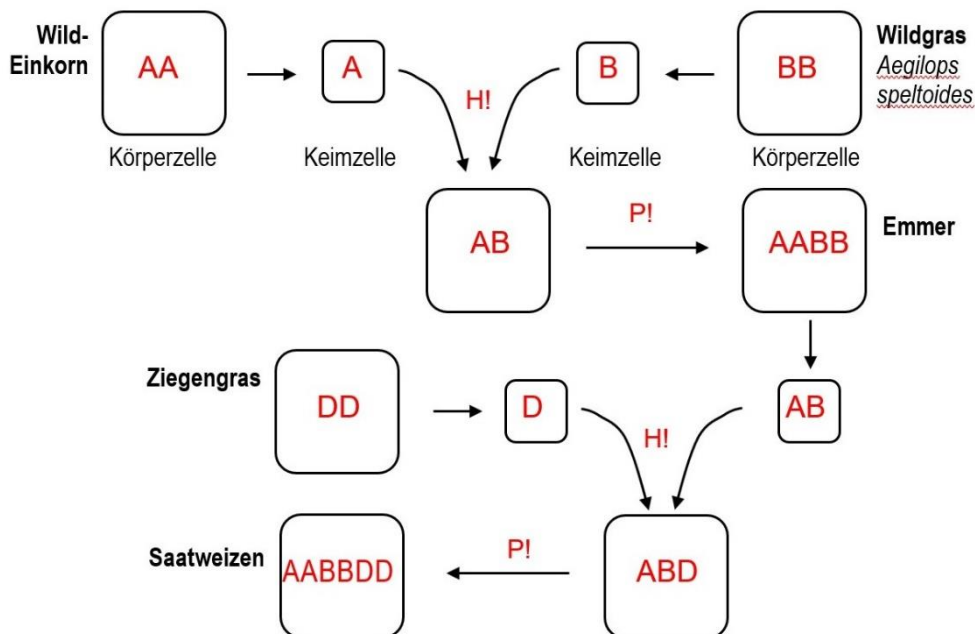 Wild-
Einkorn
AA
A
H!
B
BB
Wildgras
Aegilops
speltoides
Körperzelle
Keimzelle
Keimzelle
Körperzelle
AB
P!
AABB
Emmer
Ziegengras
DD
D
H!
AB
Saatweizen
AABBDD
P!
ABD